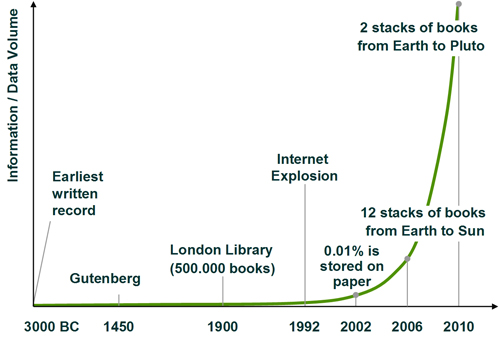 Information / Data Volume
2 stacks of books
from Earth to Pluto
Internet
Explosion
Earliest
written
record
12 stacks of books
from Earth to Sun
London Library
(500.000 books)
0.01% is
stored on
paper
Gutenberg
3000 BC
1450
1900
1992
2002
2006
2010